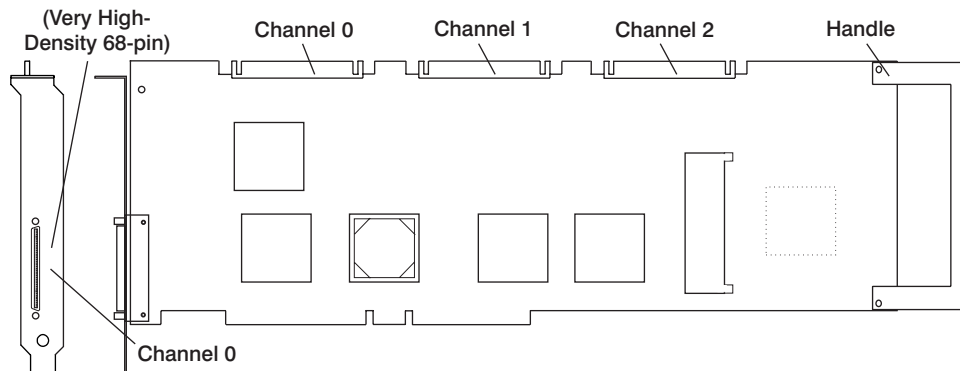 (Very High-
Density 68-pin)
Channel 0
Channel 1
Channel 2
Handle
Channel 0